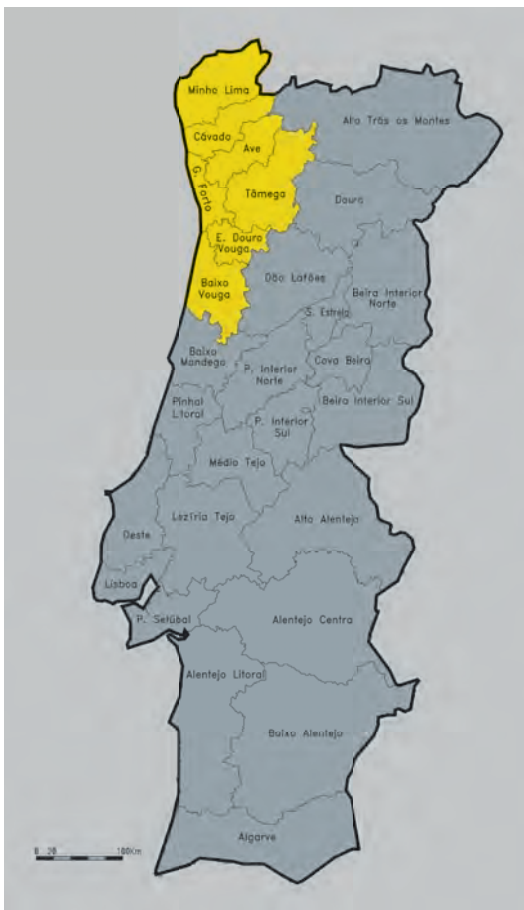 Minho Lima
Alto Trás os Montes
Cávado
Ave
G. Porto
Tâmega
Douro
E. Douro
Vouga
Dão Lafões
Baixo
Vouga
Beira Interior
Norte
S. Estrela
Baixo
Mondego
P. Interior
Norte
Cova Beira
Pinhal
Litoral
Beira Interior Sul
P. Interior
Sul
Médio Tejo
Lezíria Tejo
Alto Alentejo
Oeste
Lisboa
P. Setúbal
Alentejo Centra
Alentejo Litoral
Baixo Alentejo
Algarve
0 20 100Km